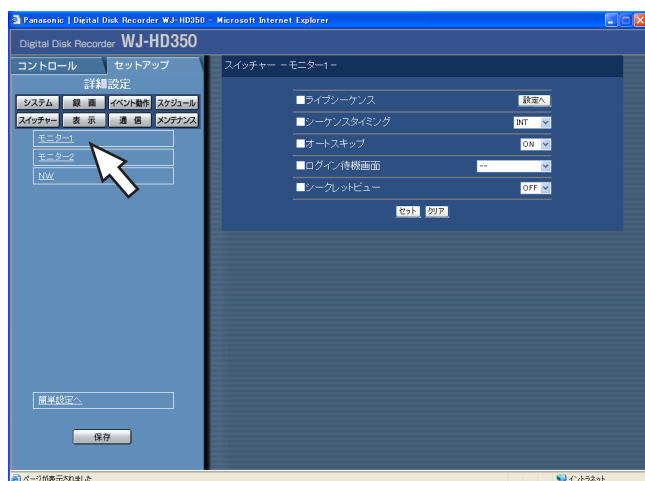 Panasonic | Digital Disk Recorder WJ-HD350 - Microsoft Internet Explorer
Digital Disk Recorder WJ-HD350
コントロール セットアップ
詳細設定
システム 録 画 イベント動作 スケジュール
スイッチャー 表 示 通 信 メンテナンス
モニター1
モニター2
NW
簡単設定へ
保存
スイッチャー －モニター1－
■ライブシーケンス 設定へ
■シーケンスタイミング INT
■オートスキップ ON
■ログイン待機画面 --
■シークレットビュー OFF
セット クリア
ページが表示されました イントラネット